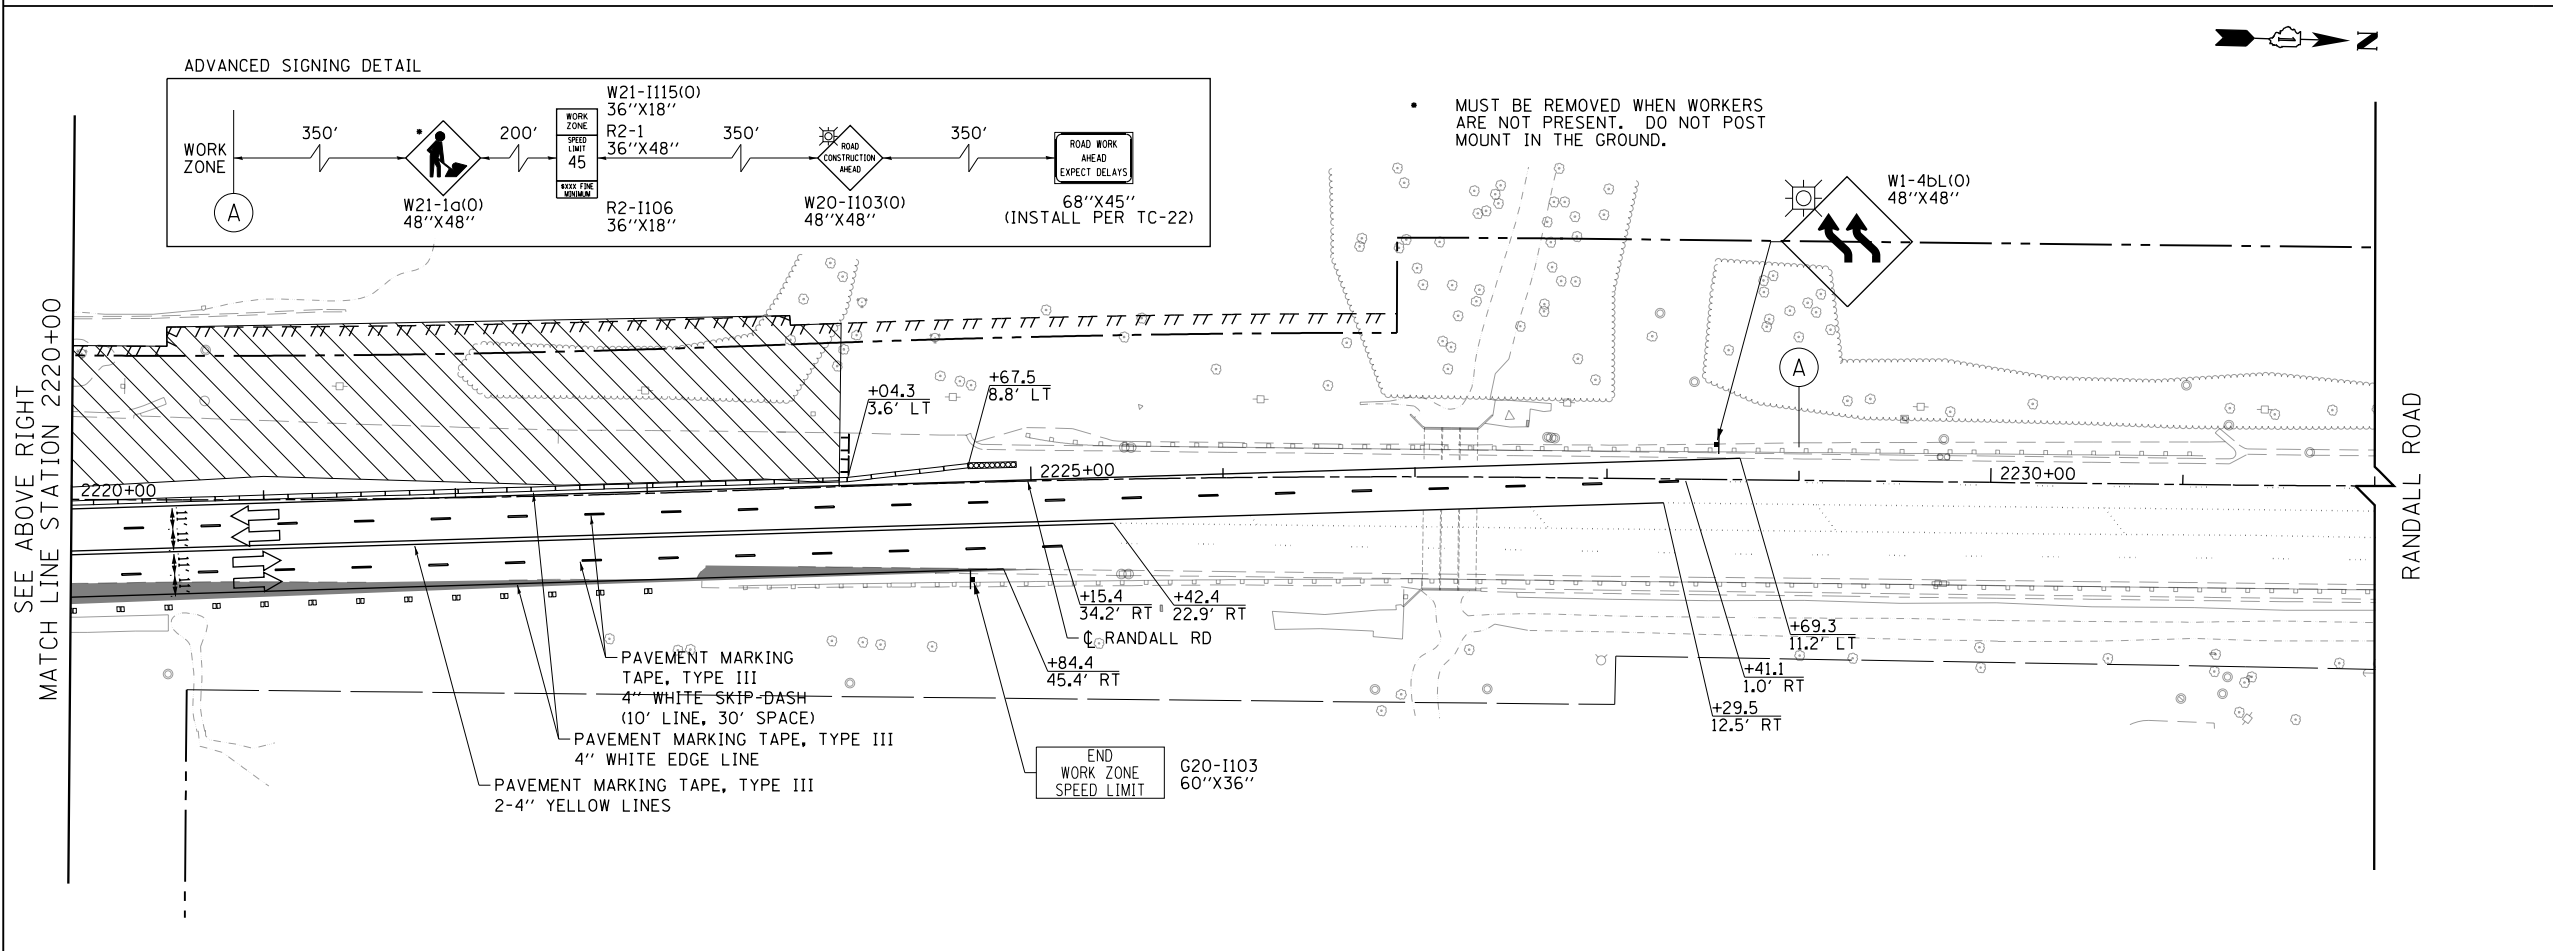 N
ADVANCED SIGNING DETAIL
WORK
ZONE
A
350'
*
W21-1a(O)
48"X48"
200'
WORK
ZONE
SPEED
LIMIT
45
$XXX FINE
MINIMUM
W21-I115(O)
36"X18"
R2-1
36"X48"
R2-I106
36"X18"
350'
ROAD
CONSTRUCTION
AHEAD
W20-I103(O)
48"X48"
350'
ROAD WORK
AHEAD
EXPECT DELAYS
68"X45"
(INSTALL PER TC-22)
* MUST BE REMOVED WHEN WORKERS
ARE NOT PRESENT. DO NOT POST
MOUNT IN THE GROUND.
W1-4bL(O)
48"X48"
SEE ABOVE RIGHT
MATCH LINE STATION 2220+00
A
+04.3
3.6' LT
+67.5
8.8' LT
2220+00
2225+00
2230+00
11'
11'
11'
11'
RANDALL ROAD
+15.4
34.2' RT
+42.4
22.9' RT
℄ RANDALL RD
+84.4
45.4' RT
+69.3
11.2' LT
+41.1
1.0' RT
+29.5
12.5' RT
PAVEMENT MARKING
TAPE, TYPE III
4" WHITE SKIP-DASH
(10' LINE, 30' SPACE)
PAVEMENT MARKING TAPE, TYPE III
4" WHITE EDGE LINE
PAVEMENT MARKING TAPE, TYPE III
2-4" YELLOW LINES
END
WORK ZONE
SPEED LIMIT
G20-I103
60"X36"